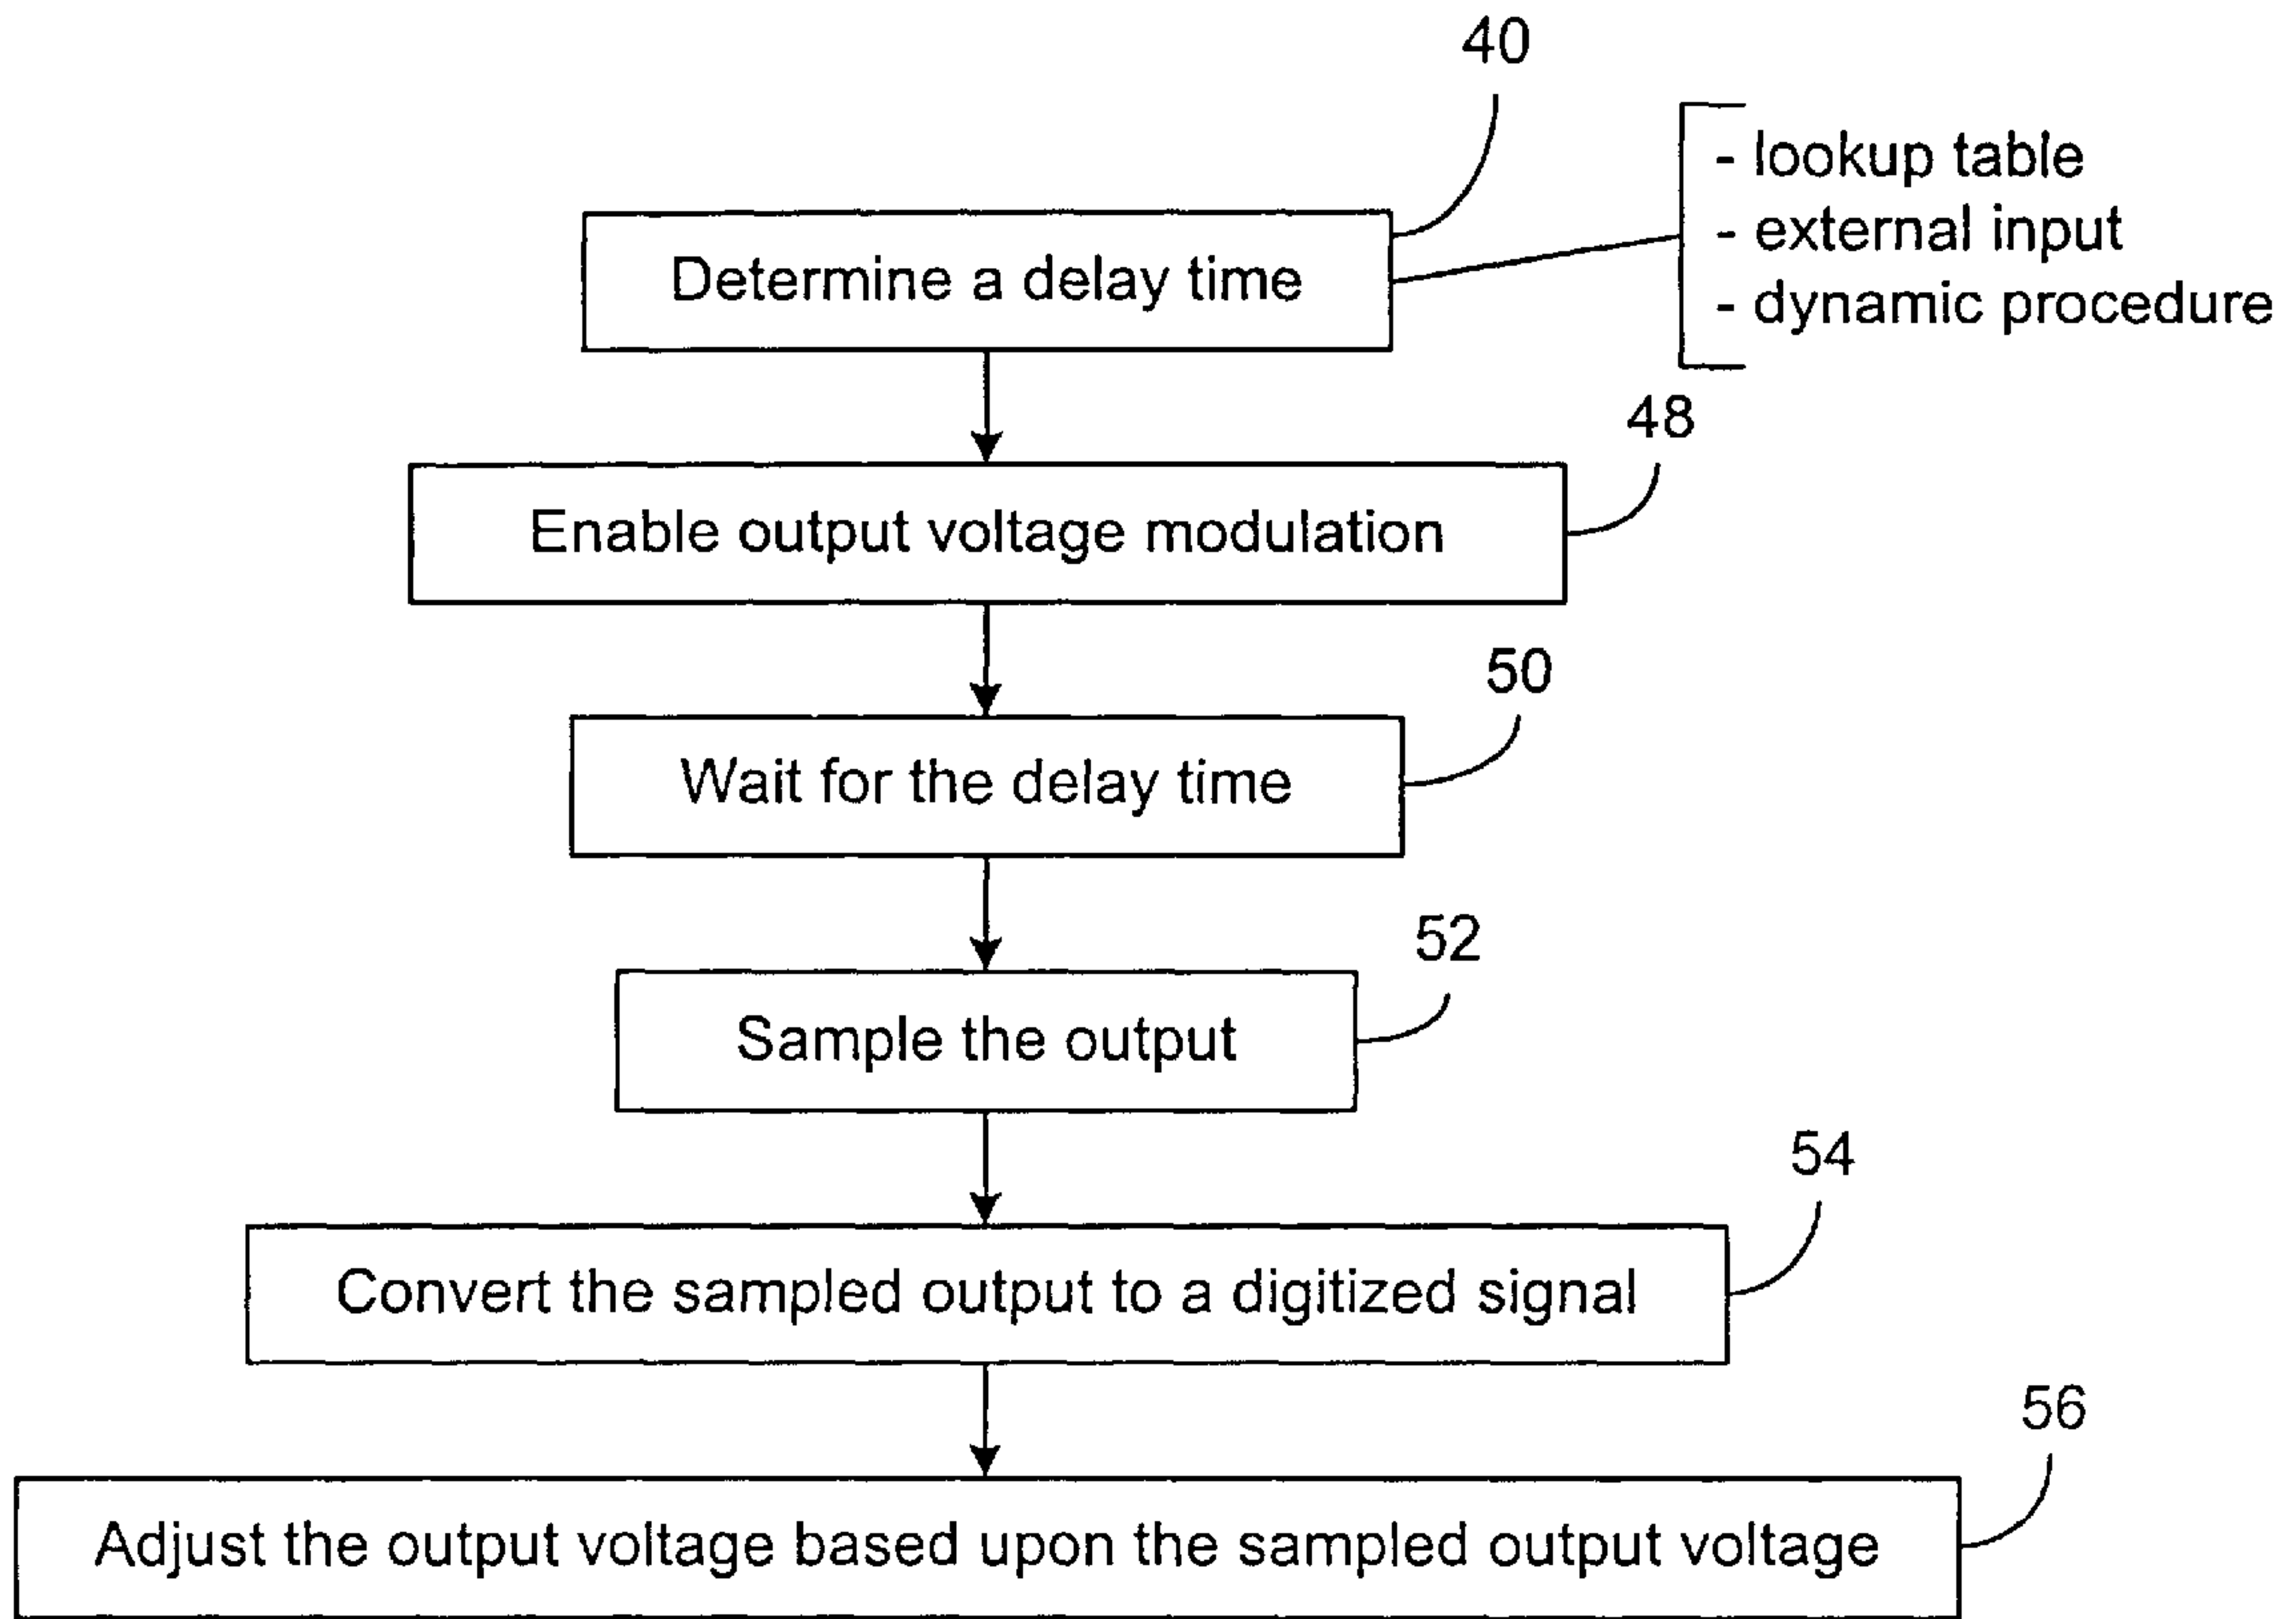 40
- lookup table
- external input
- dynamic procedure
Determine a delay time
48
Enable output voltage modulation
50
Wait for the delay time
52
Sample the output
54
Convert the sampled output to a digitized signal
56
Adjust the output voltage based upon the sampled output voltage